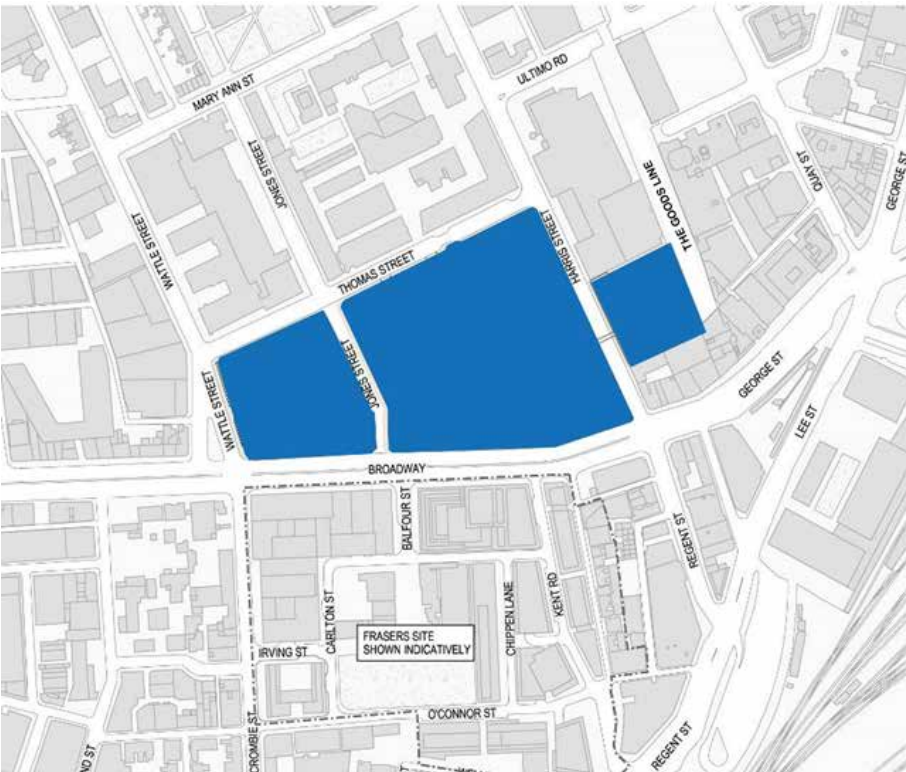 ULTIMO RD
MARY ANN ST
JONES STREET
THE GOODS LINE
QUAY ST
GEORGE ST
WATTLE STREET
HARRIS STREET
THOMAS STREET
JONES STREET
WATTLE STREET
GEORGE ST
LEE ST
BROADWAY
BALFOUR ST
REGENT ST
KENT RD
CARLTON ST
CHIPPEN LANE
FRASERS SITE
SHOWN INDICATIVELY
IRVING ST
O'CONNOR ST
CROMBIE ST
ND ST
REGENT ST